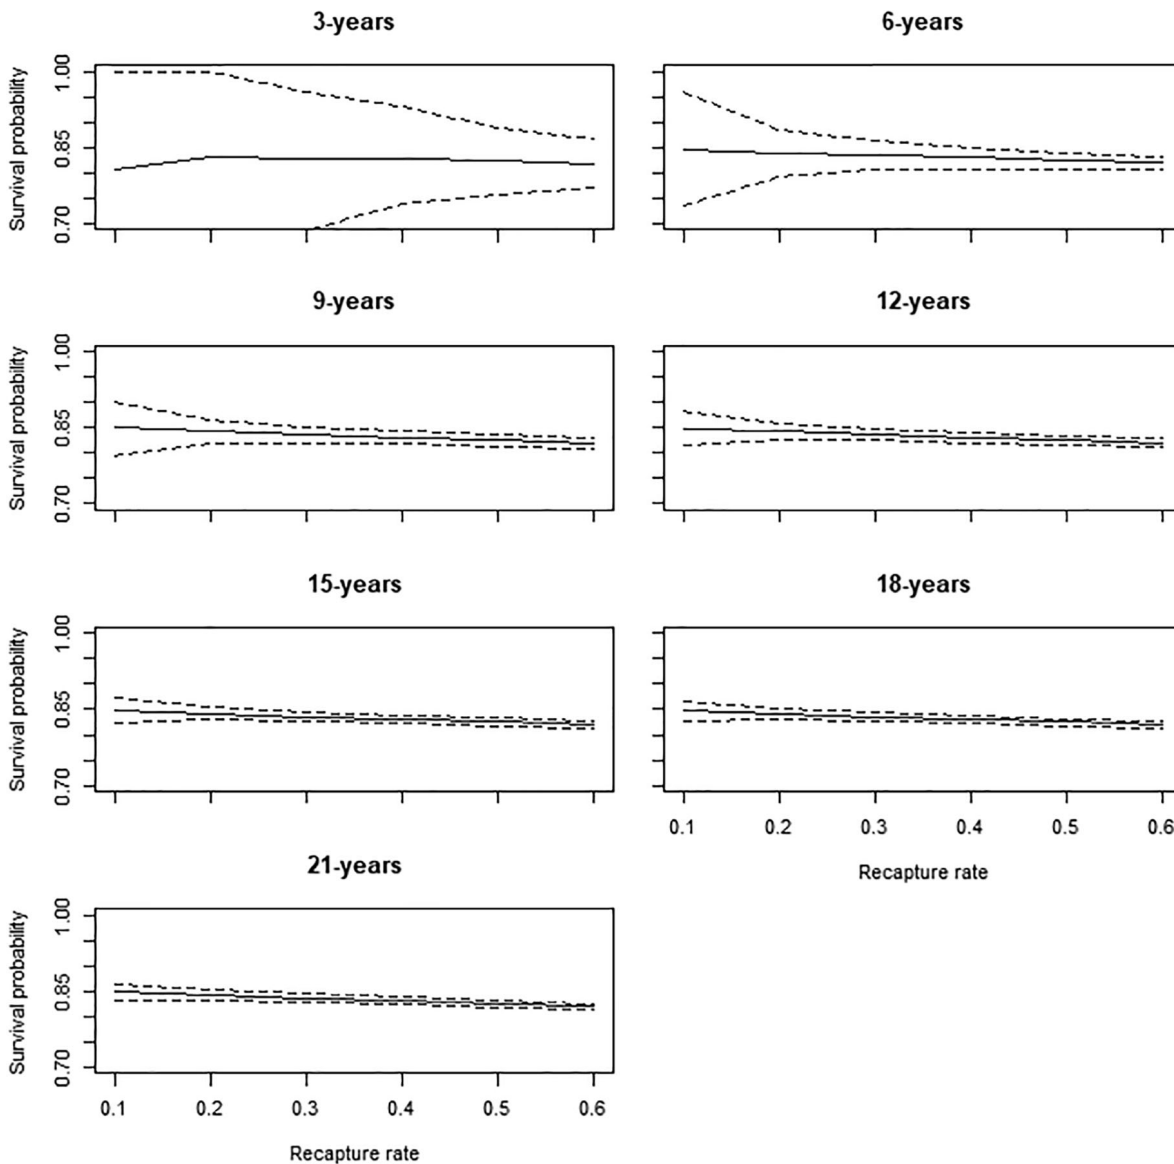 3-years
6-years
Survival probability
1.00
0.85
0.70
9-years
12-years
Survival probability
1.00
0.85
0.70
15-years
18-years
Survival probability
1.00
0.85
0.70
0.1 0.2 0.3 0.4 0.5 0.6
Recapture rate
21-years
Survival probability
1.00
0.85
0.70
0.1 0.2 0.3 0.4 0.5 0.6
Recapture rate